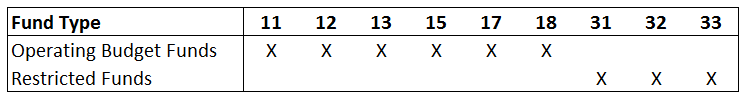 Fund Type 11 12 13 15 17 18 31 32 33
Operating Budget Funds X X X X X X
Restricted Funds X X X